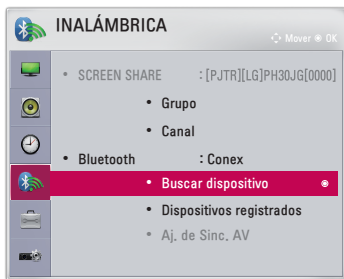 INALÁMBRICA
Mover OK
• SCREEN SHARE : [PJTR][LG]PH30JG[0000]
• Grupo
• Canal
• Bluetooth : Conex
• Buscar dispositivo
• Dispositivos registrados
• Aj. de Sinc. AV